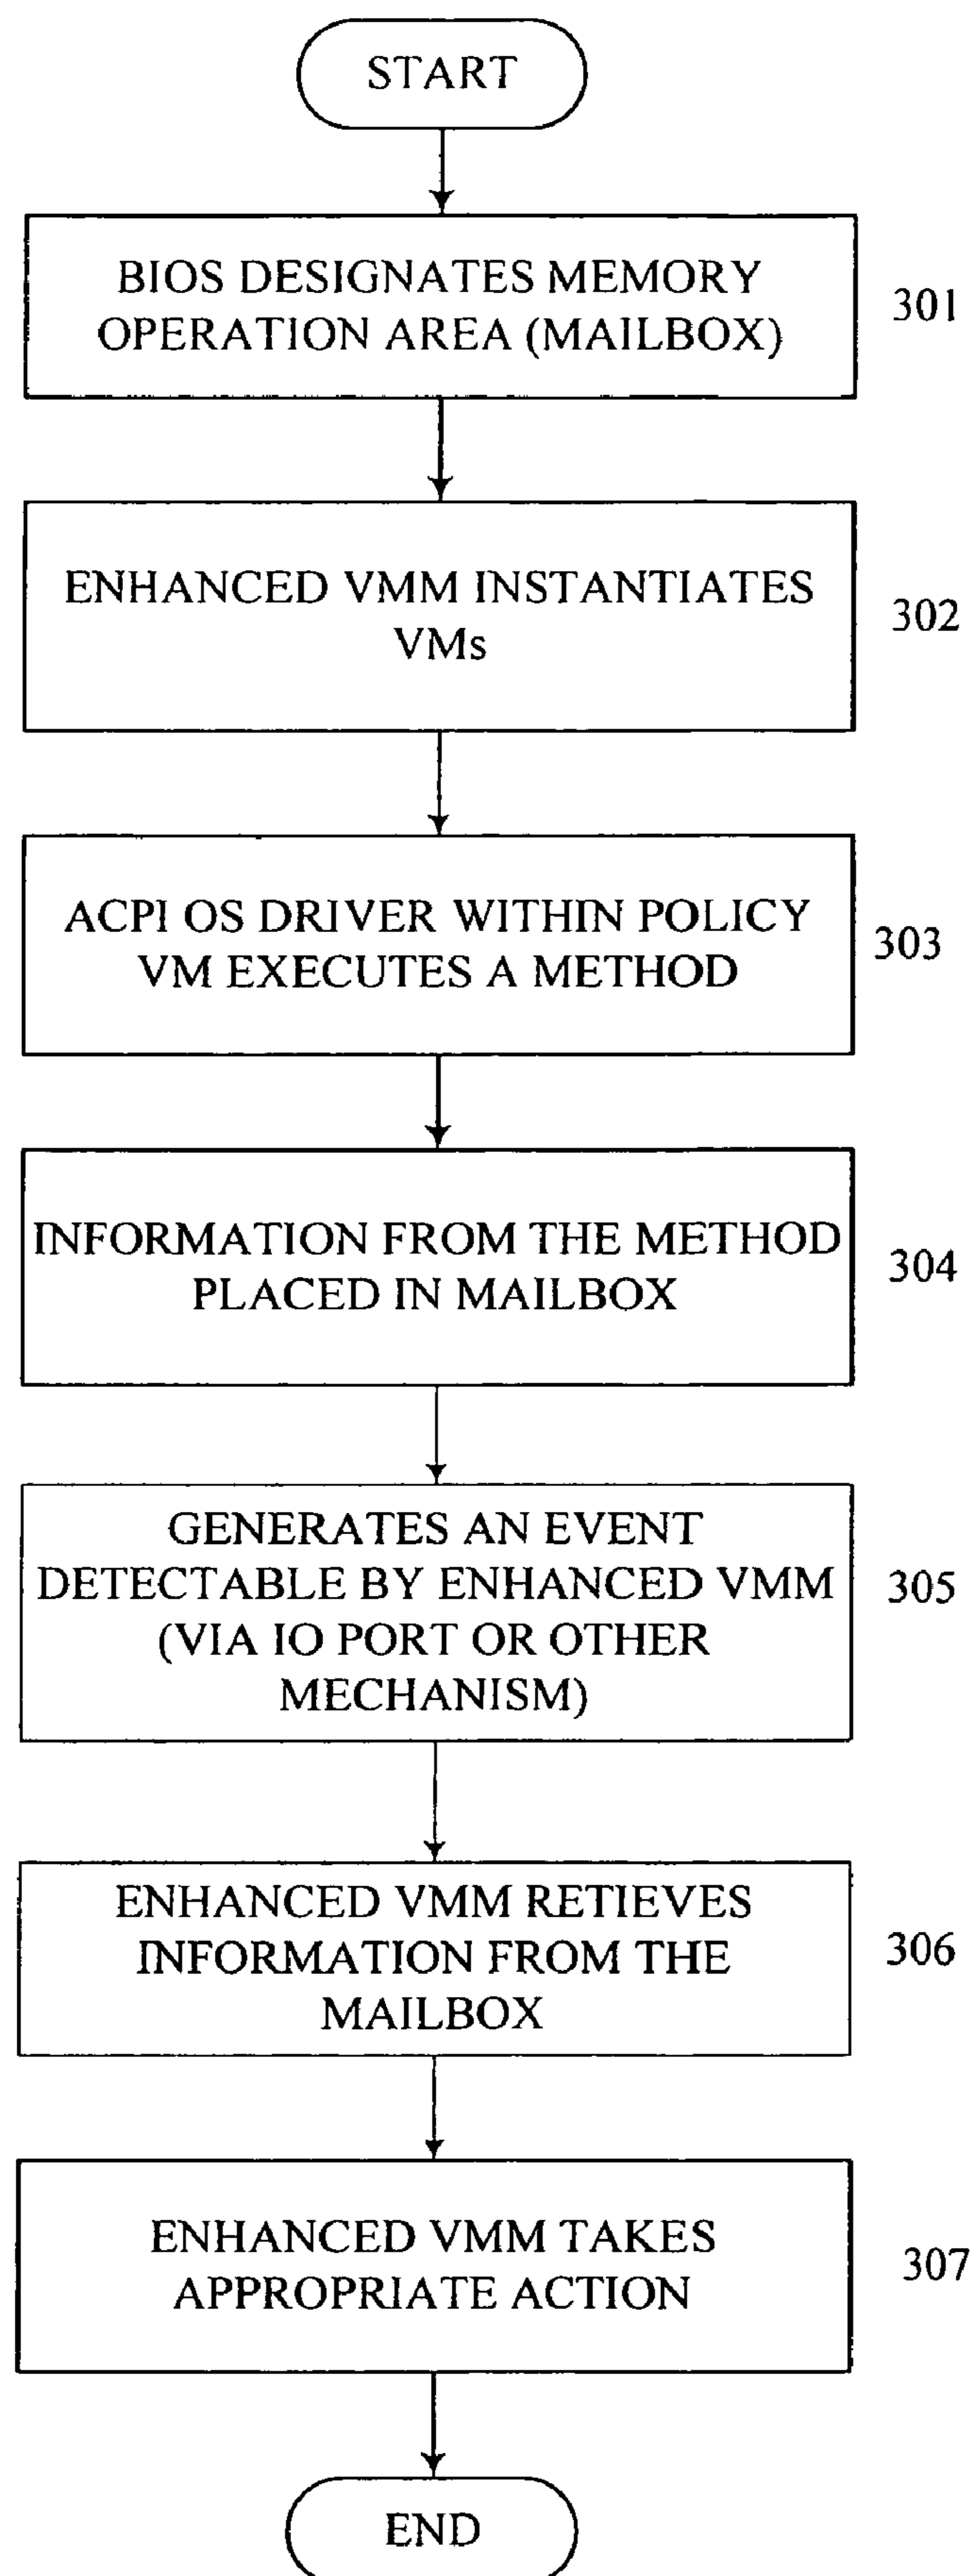 START
BIOS DESIGNATES MEMORY
OPERATION AREA (MAILBOX)
301
ENHANCED VMM INSTANTIATES
VMs
302
ACPI OS DRIVER WITHIN POLICY
VM EXECUTES A METHOD
303
INFORMATION FROM THE METHOD
PLACED IN MAILBOX
304
GENERATES AN EVENT
DETECTABLE BY ENHANCED VMM
(VIA IO PORT OR OTHER
MECHANISM)
305
ENHANCED VMM RETIEVES
INFORMATION FROM THE
MAILBOX
306
ENHANCED VMM TAKES
APPROPRIATE ACTION
307
END